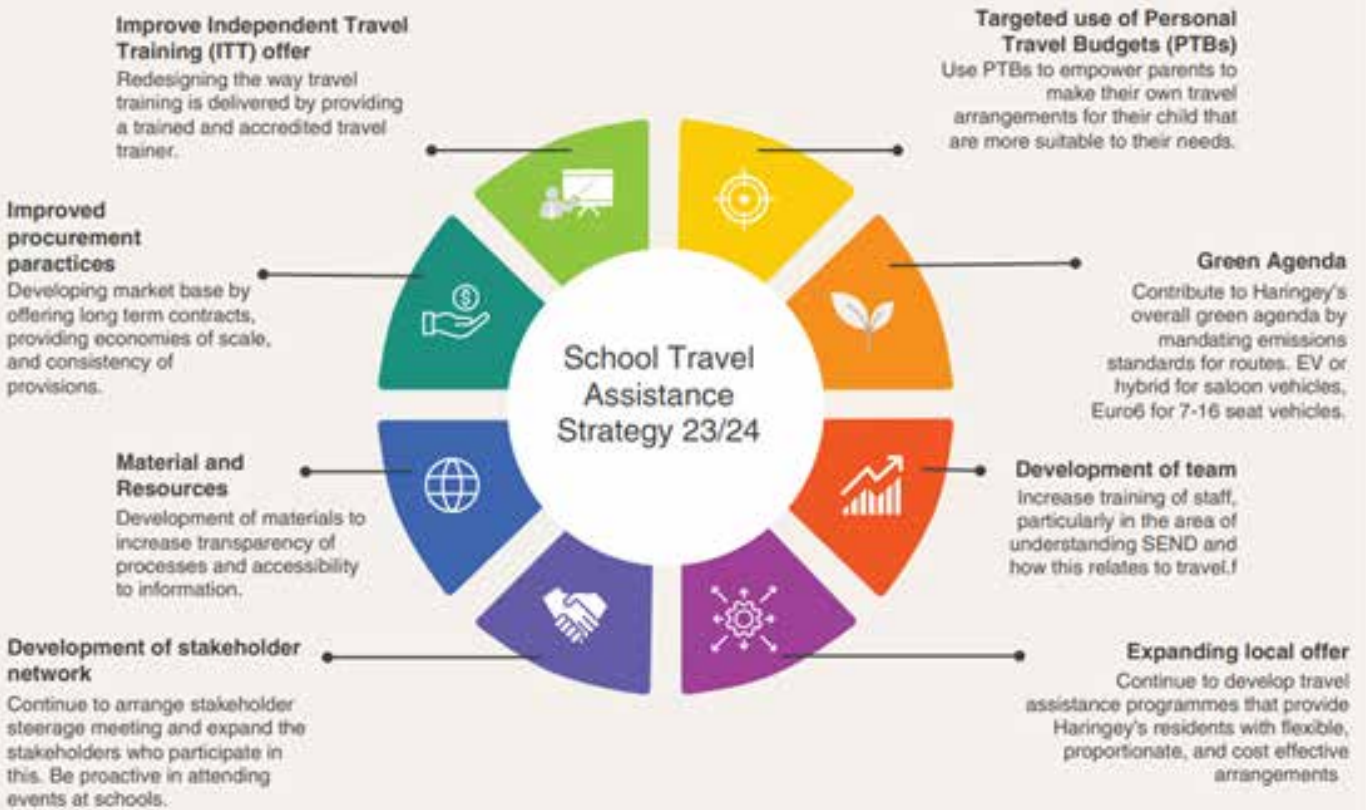 Improve Independent Travel
Training (ITT) offer
Redesigning the way travel
training is delivered by providing
a trained and accredited travel
trainer.
Targeted use of Personal
Travel Budgets (PTBs)
Use PTBs to empower parents to
make their own travel
arrangements for their child that
are more suitable to their needs.
Improved
procurement
paractices
Developing market base by
offering long term contracts,
providing economies of scale,
and consistency of
provisions.
Green Agenda
Contribute to Haringey's
overall green agenda by
mandating emissions
standards for routes. EV or
hybrid for saloon vehicles,
Euro6 for 7-16 seat vehicles.
$
School Travel
Assistance
Strategy 23/24
Material and
Resources
Development of materials to
increase transparency of
processes and accessibility
to information.
Development of team
Increase training of staff,
particularly in the area of
understanding SEND and
how this relates to travel.f
Development of stakeholder
network
Continue to arrange stakeholder
steerage meeting and expand the
stakeholders who participate in
this. Be proactive in attending
events at schools.
Expanding local offer
Continue to develop travel
assistance programmes that provide
Haringey's residents with flexible,
proportionate, and cost effective
arrangements